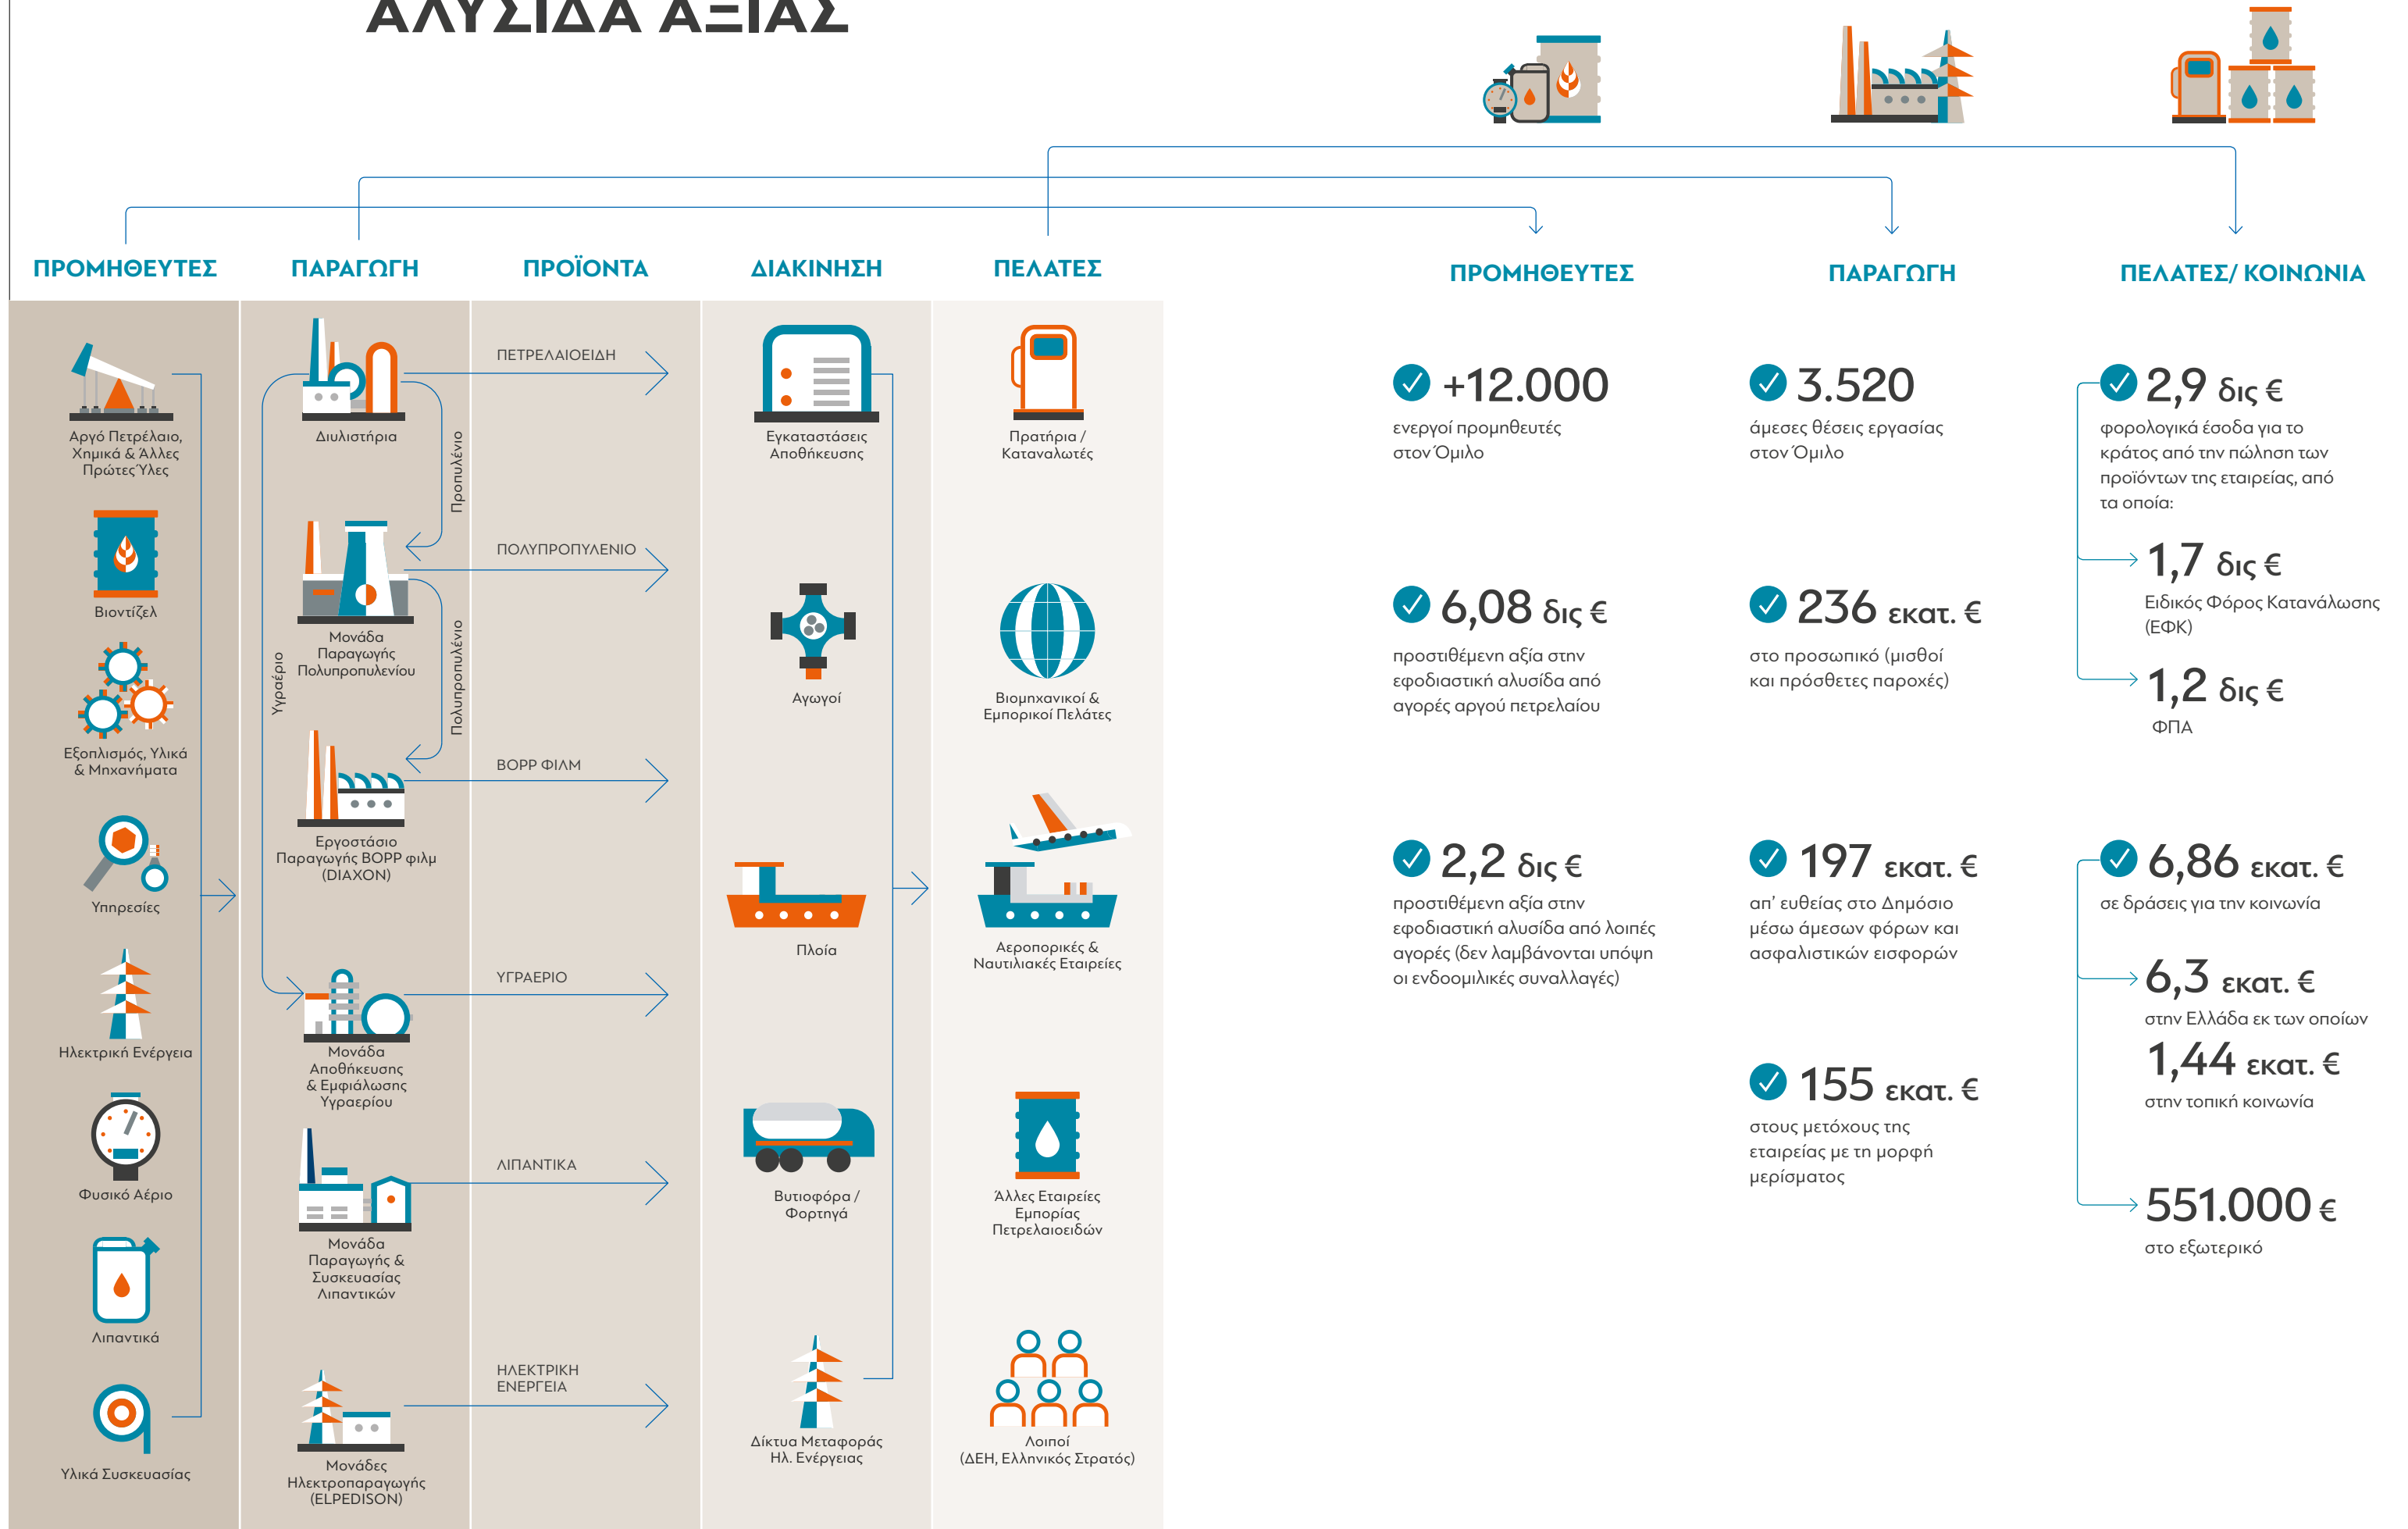 ΑΛΥΣΙΔΑ ΑΞΙΑΣ
ΠΡΟΜΗΘΕΥΤΕΣ
ΠΑΡΑΓΩΓΗ
ΠΡΟΪΟΝΤΑ
ΔΙΑΚΙΝΗΣΗ
ΠΕΛΑΤΕΣ
Αργό Πετρέλαιο,
Χημικά & Άλλες
Πρώτες Ύλες
Βιοντίζελ
Εξοπλισμός, Υλικά
& Μηχανήματα
Υπηρεσίες
Ηλεκτρική Ενέργεια
Φυσικό Αέριο
Λιπαντικά
Υλικά Συσκευασίας
Διυλιστήρια
Προπυλένιο
Μονάδα
Παραγωγής
Πολυπροπυλενίου
Υγραέριο
Πολυπροπυλένιο
Εργοστάσιο
Παραγωγής BOPP φιλμ
(DIAXON)
Μονάδα
Αποθήκευσης
& Εμφιάλωσης
Υγραερίου
Μονάδα
Παραγωγής &
Συσκευασίας
Λιπαντικών
Μονάδες
Ηλεκτροπαραγωγής
(ELPEDISON)
ΠΕΤΡΕΛΑΙΟΕΙΔΗ
ΠΟΛΥΠΡΟΠΥΛΕΝΙΟ
BOPP ΦΙΛΜ
ΥΓΡΑΕΡΙΟ
ΛΙΠΑΝΤΙΚΑ
ΗΛΕΚΤΡΙΚΗ
ΕΝΕΡΓΕΙΑ
Εγκαταστάσεις
Αποθήκευσης
Αγωγοί
Πλοία
Βυτιοφόρα /
Φορτηγά
Δίκτυα Μεταφοράς
Ηλ. Ενέργειας
Πρατήρια /
Καταναλωτές
Βιομηχανικοί &
Εμπορικοί Πελάτες
Αεροπορικές &
Ναυτιλιακές Εταιρείες
Άλλες Εταιρείες
Εμπορίας
Πετρελαιοειδών
Λοιποί
(ΔΕΗ, Ελληνικός Στρατός)
ΠΡΟΜΗΘΕΥΤΕΣ
+12.000
ενεργοί προμηθευτές
στον Όμιλο
6,08 δις €
προστιθέμενη αξία στην
εφοδιαστική αλυσίδα από
αγορές αργού πετρελαίου
2,2 δις €
προστιθέμενη αξία στην
εφοδιαστική αλυσίδα από λοιπές
αγορές (δεν λαμβάνονται υπόψη
οι ενδοομιλικές συναλλαγές)
ΠΑΡΑΓΩΓΗ
3.520
άμεσες θέσεις εργασίας
στον Όμιλο
236 εκατ. €
στο προσωπικό (μισθοί
και πρόσθετες παροχές)
197 εκατ. €
απ’ ευθείας στο Δημόσιο
μέσω άμεσων φόρων και
ασφαλιστικών εισφορών
155 εκατ. €
στους μετόχους της
εταιρείας με τη μορφή
μερίσματος
ΠΕΛΑΤΕΣ/ ΚΟΙΝΩΝΙΑ
2,9 δις €
φορολογικά έσοδα για το
κράτος από την πώληση των
προϊόντων της εταιρείας, από
τα οποία:
1,7 δις €
Ειδικός Φόρος Κατανάλωσης
(ΕΦΚ)
1,2 δις €
ΦΠΑ
6,86 εκατ. €
σε δράσεις για την κοινωνία
6,3 εκατ. €
στην Ελλάδα εκ των οποίων
1,44 εκατ. €
στην τοπική κοινωνία
551.000 €
στο εξωτερικό